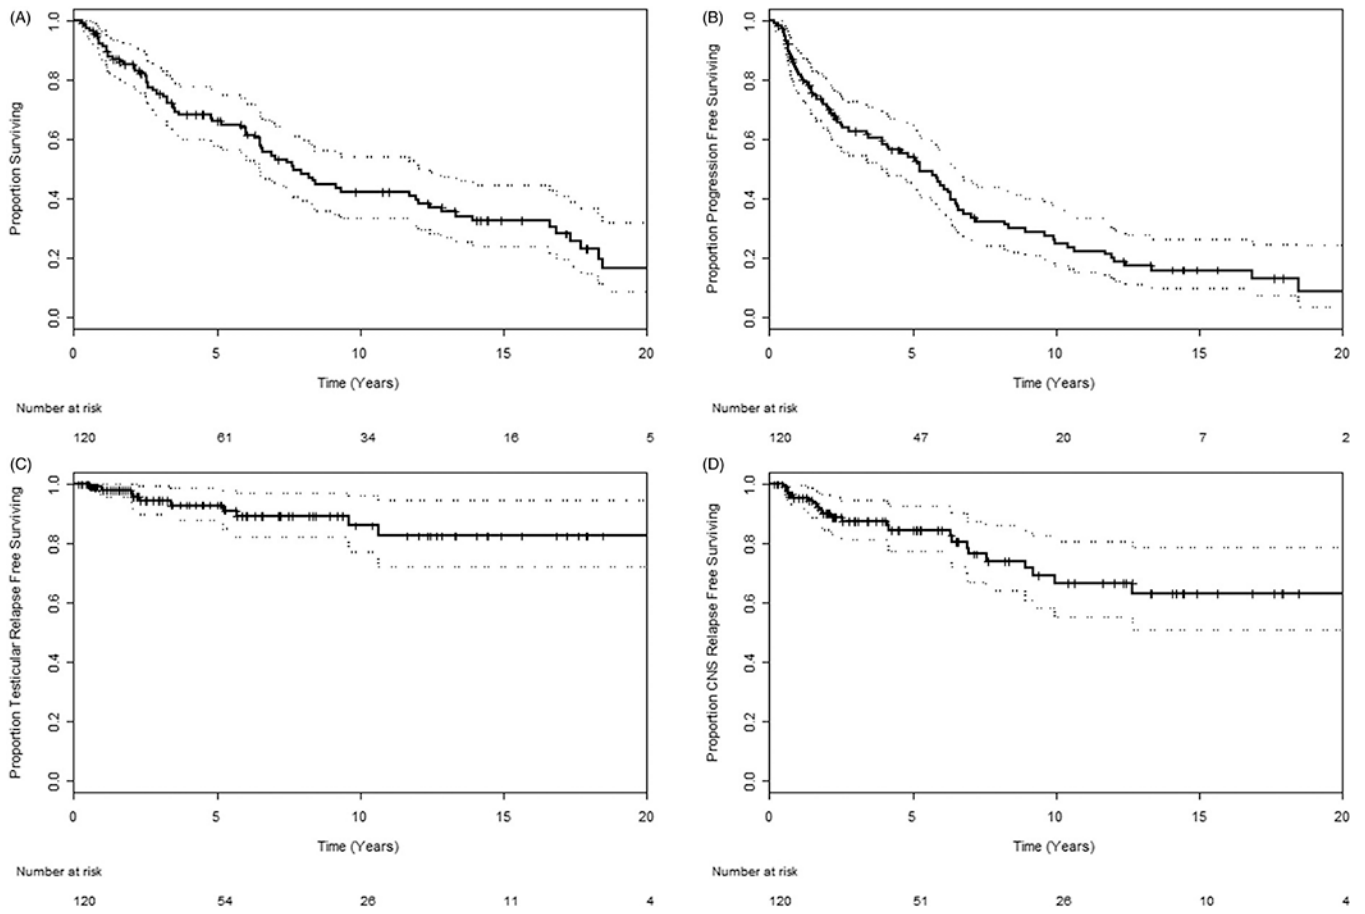 (A)
Proportion Surviving
1.0
0.8
0.6
0.4
0.2
0.0
0 5 10 15 20
Time (Years)
Number at risk
120 61 34 16 5
(B)
Proportion Progression Free Surviving
1.0
0.8
0.6
0.4
0.2
0.0
0 5 10 15 20
Time (Years)
Number at risk
120 47 20 7 2
(C)
Proportion Testicular Relapse Free Surviving
1.0
0.8
0.6
0.4
0.2
0.0
0 5 10 15 20
Time (Years)
Number at risk
120 54 26 11 4
(D)
Proportion CNS Relapse Free Surviving
1.0
0.8
0.6
0.4
0.2
0.0
0 5 10 15 20
Time (Years)
Number at risk
120 51 26 10 4